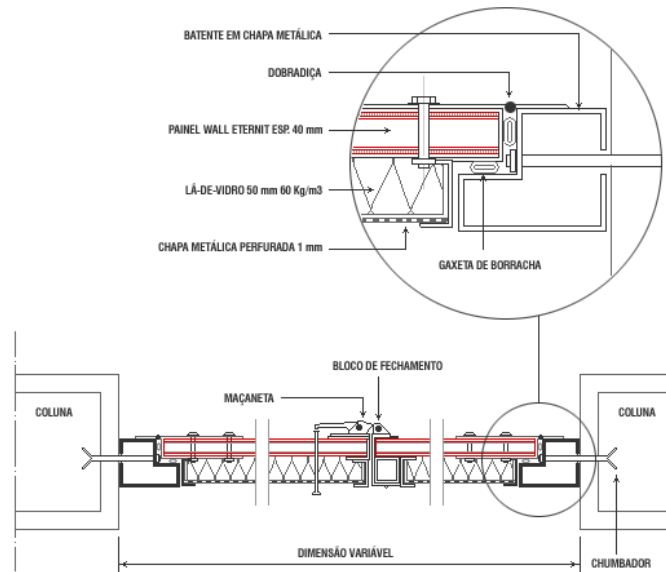 BATENTE EM CHAPA METÁLICA
DOBRADIÇA
PAINEL WALL ETERNIT ESP. 40 mm
LÃ-DE-VIDRO 50 mm 60 Kg/m3
CHAPA METÁLICA PERFURADA 1 mm
GAXETA DE BORRACHA
BLOCO DE FECHAMENTO
MAÇANETA
COLUNA
COLUNA
DIMENSÃO VARIÁVEL
CHUMBADOR